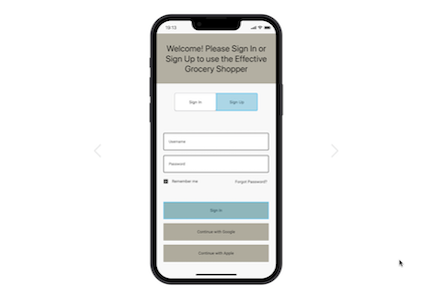 10:13
Welcome! Please Sign In or
Sign Up to use the Effective
Grocery Shopper
Sign In
Sign Up
Username
Password
Remember me
Forgot Password?
Sign In
Continue with Google
Continue with Apple